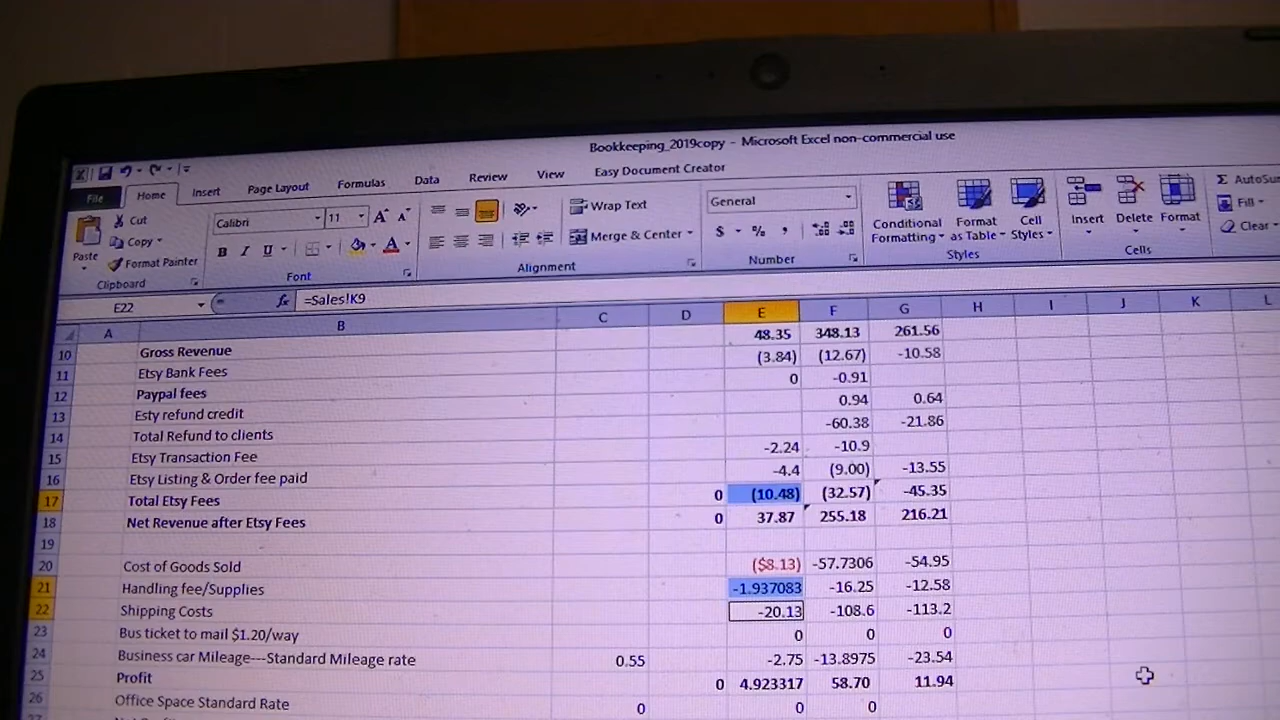 Bookkeeping_2019copy - Microsoft Excel non-commercial use
File Home Insert Page Layout Formulas Data Review View Easy Document Creator
Cut
Copy
Format Painter
Paste
Clipboard
Calibri 11
B I U A
Font
Wrap Text
Merge & Center
Alignment
General
$ % ,
Number
Conditional Formatting
Format as Table
Cell Styles
Styles
Insert Delete Format
Cells
Σ AutoSu
Fill
Clear
E22 fx =Sales!K9
A B C D E F G H I J K L
48.35 348.13 261.56
10 Gross Revenue (3.84) (12.67) -10.58
11 Etsy Bank Fees 0 -0.91
12 Paypal fees 0.94 0.64
13 Esty refund credit -60.38 -21.86
14 Total Refund to clients -2.24 -10.9
15 Etsy Transaction Fee -4.4 (9.00) -13.55
16 Etsy Listing & Order fee paid
17 Total Etsy Fees 0 (10.48) (32.57) -45.35
18 Net Revenue after Etsy Fees 0 37.87 255.18 216.21
19
20 Cost of Goods Sold ($8.13) -57.7306 -54.95
21 Handling fee/Supplies -1.937083 -16.25 -12.58
22 Shipping Costs -20.13 -108.6 -113.2
23 Bus ticket to mail $1.20/way 0 0 0
24 Business car Mileage---Standard Mileage rate 0.55 -2.75 -13.8975 -23.54
25 Profit 0 4.923317 58.70 11.94
26 Office Space Standard Rate 0 0 0